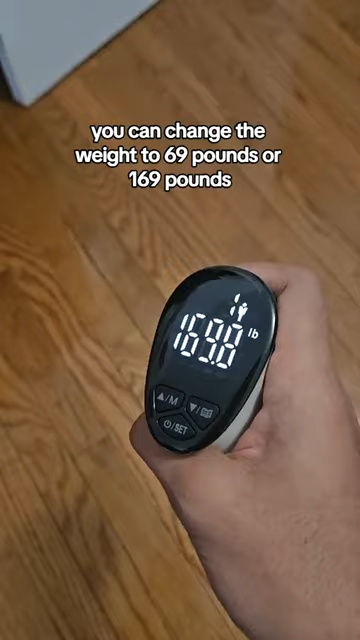 you can change the
weight to 69 pounds or
169 pounds
169.8 lb
▲/M ▼/
⏻/SET